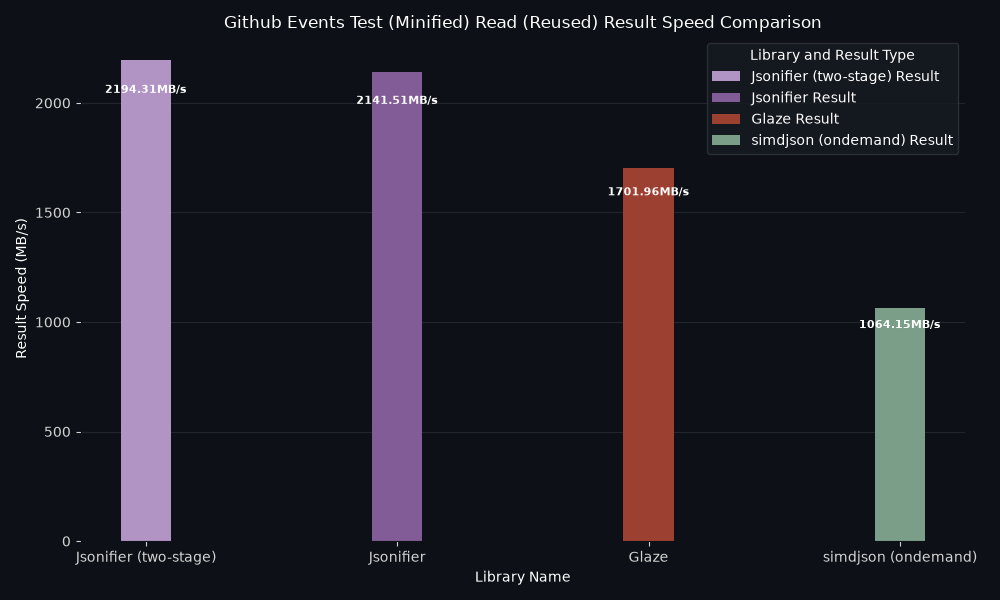 Github Events Test (Minified) Read (Reused) Result Speed Comparison
Library and Result Type
Jsonifier (two-stage) Result
Jsonifier Result
Glaze Result
simdjson (ondemand) Result
2194.31MB/s
2141.51MB/s
1701.96MB/s
1064.15MB/s
Result Speed (MB/s)
2000
1500
1000
500
0
Jsonifier (two-stage)
Jsonifier
Glaze
simdjson (ondemand)
Library Name